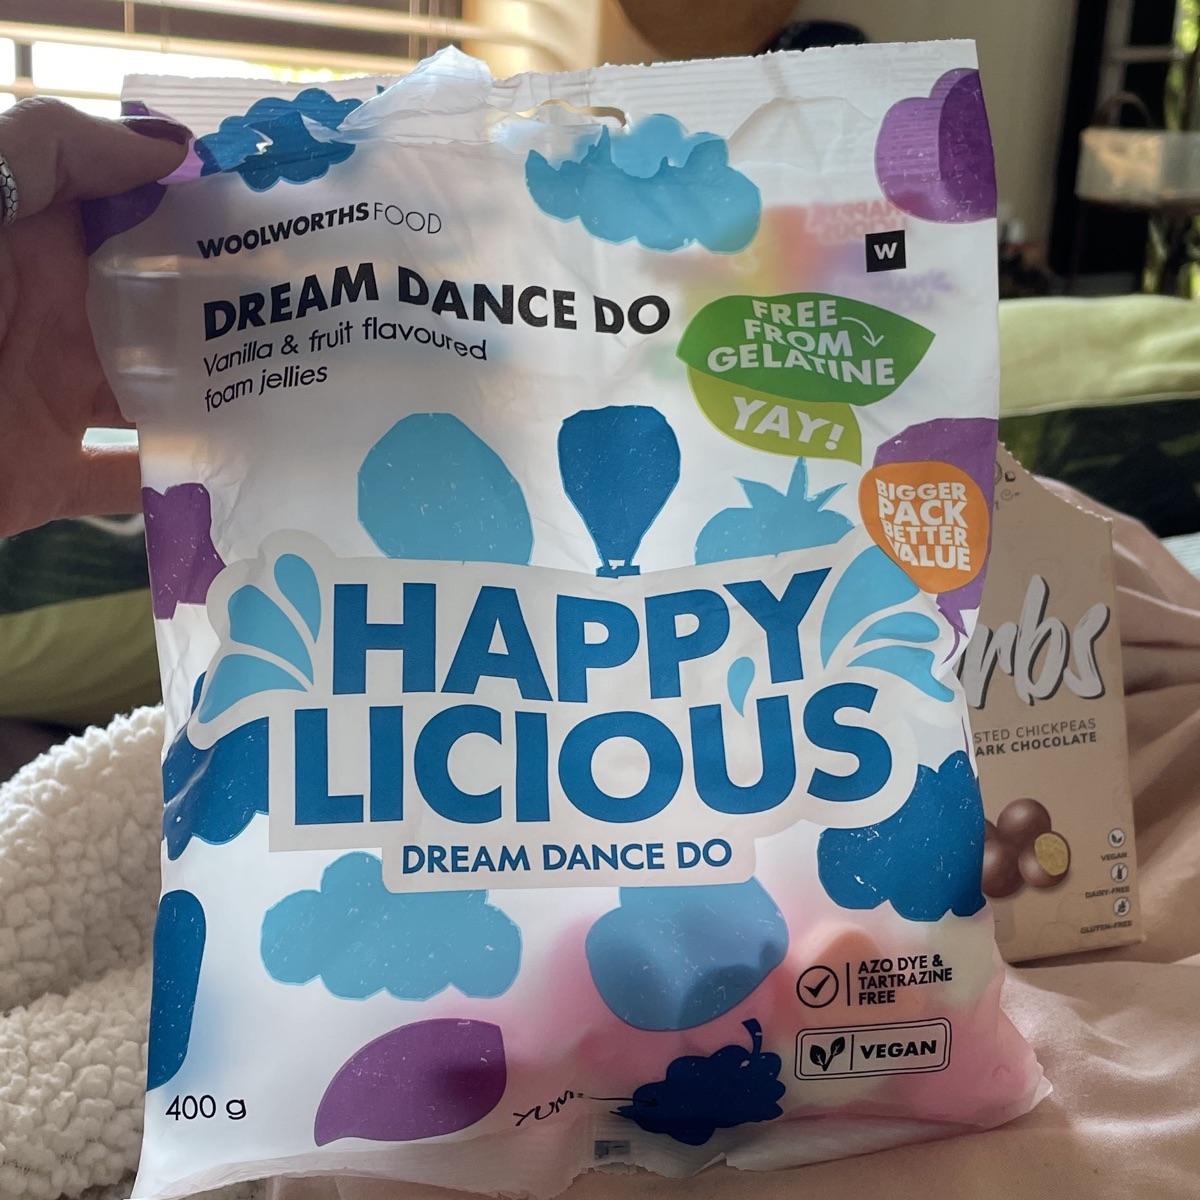 WOOLWORTHS FOOD
DREAM DANCE DO
Vanilla & fruit flavoured
foam jellies
W
FREE
FROM
GELATINE
YAY!
BIGGER
PACK
BETTER
VALUE
HAPPY
LICIOUS
DREAM DANCE DO
AZO DYE &
TARTRAZINE
FREE
VEGAN
400 g
YUM
rbs
STED CHICKPEAS
ARK CHOCOLATE
VEGAN
DAIRY-FREE
GLUTEN-FREE